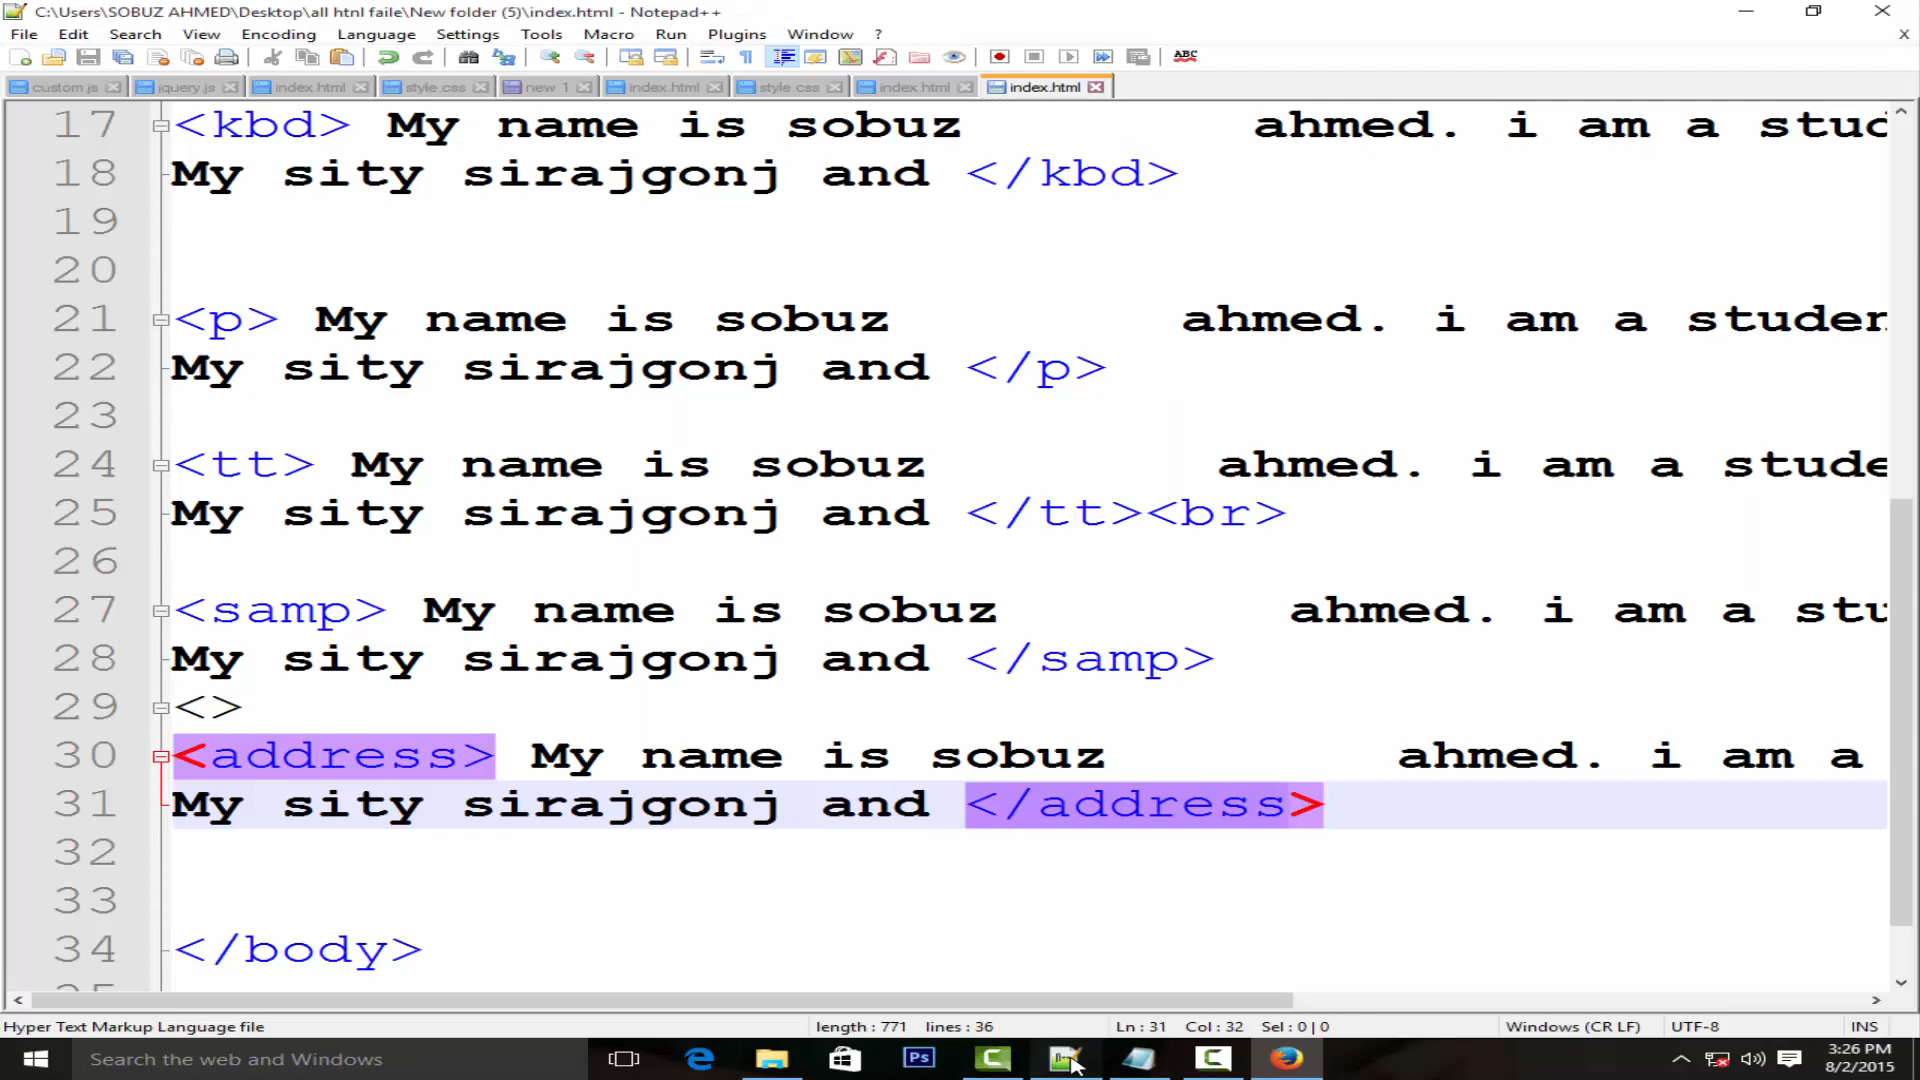 C:\Users\SOBUZ AHMED\Desktop\all htnl faile\New folder (5)\index.html - Notepad++
File Edit Search View Encoding Language Settings Tools Macro Run Plugins Window ? X
ABC
custom.js jquery.js index.html style.css new 1 index.html style.css index.html index.html
17 <kbd> My name is sobuz ahmed. i am a
18 My sity sirajgonj and </kbd>
19
20
21 <p> My name is sobuz ahmed. i am a
22 My sity sirajgonj and </p>
23
24 <tt> My name is sobuz ahmed. i am a
25 My sity sirajgonj and </tt><br>
26
27 <samp> My name is sobuz ahmed. i am a
28 My sity sirajgonj and </samp>
29 <>
30 <address> My name is sobuz ahmed. i am a
31 My sity sirajgonj and </address>
32
33
34 </body>
Hyper Text Markup Language file length : 771 lines : 36 Ln : 31 Col : 32 Sel : 0 | 0 Windows (CR LF) UTF-8 INS
Search the web and Windows Ps 3:26 PM
8/2/2015